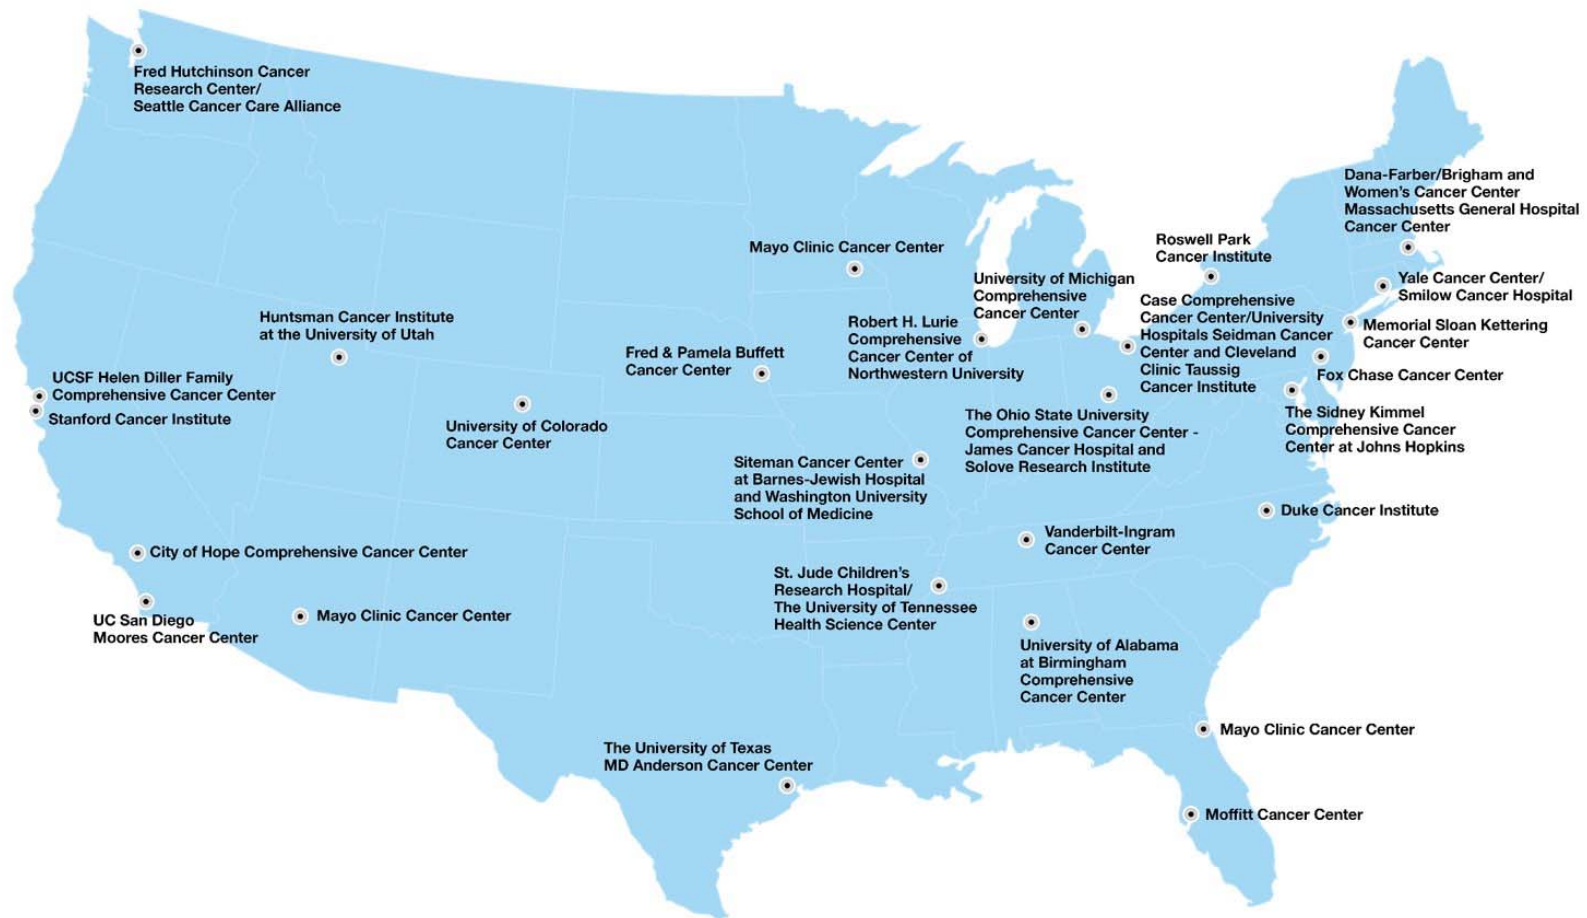 Fred Hutchinson Cancer
Research Center/
Seattle Cancer Care Alliance
Dana-Farber/Brigham and
Women's Cancer Center
Massachusetts General Hospital
Cancer Center
Roswell Park
Cancer Institute
Mayo Clinic Cancer Center
University of Michigan
Comprehensive
Cancer Center
Yale Cancer Center/
Smilow Cancer Hospital
Case Comprehensive
Cancer Center/University
Hospitals Seidman Cancer
Center and Cleveland
Clinic Taussig
Cancer Institute
Huntsman Cancer Institute
at the University of Utah
Robert H. Lurie
Comprehensive
Cancer Center of
Northwestern University
Memorial Sloan Kettering
Cancer Center
Fred & Pamela Buffett
Cancer Center
Fox Chase Cancer Center
UCSF Helen Diller Family
Comprehensive Cancer Center
Stanford Cancer Institute
University of Colorado
Cancer Center
The Ohio State University
Comprehensive Cancer Center -
James Cancer Hospital and
Solove Research Institute
The Sidney Kimmel
Comprehensive Cancer
Center at Johns Hopkins
Siteman Cancer Center
at Barnes-Jewish Hospital
and Washington University
School of Medicine
Duke Cancer Institute
Vanderbilt-Ingram
Cancer Center
City of Hope Comprehensive Cancer Center
St. Jude Children's
Research Hospital/
The University of Tennessee
Health Science Center
UC San Diego
Moores Cancer Center
Mayo Clinic Cancer Center
University of Alabama
at Birmingham
Comprehensive
Cancer Center
Mayo Clinic Cancer Center
The University of Texas
MD Anderson Cancer Center
Moffitt Cancer Center